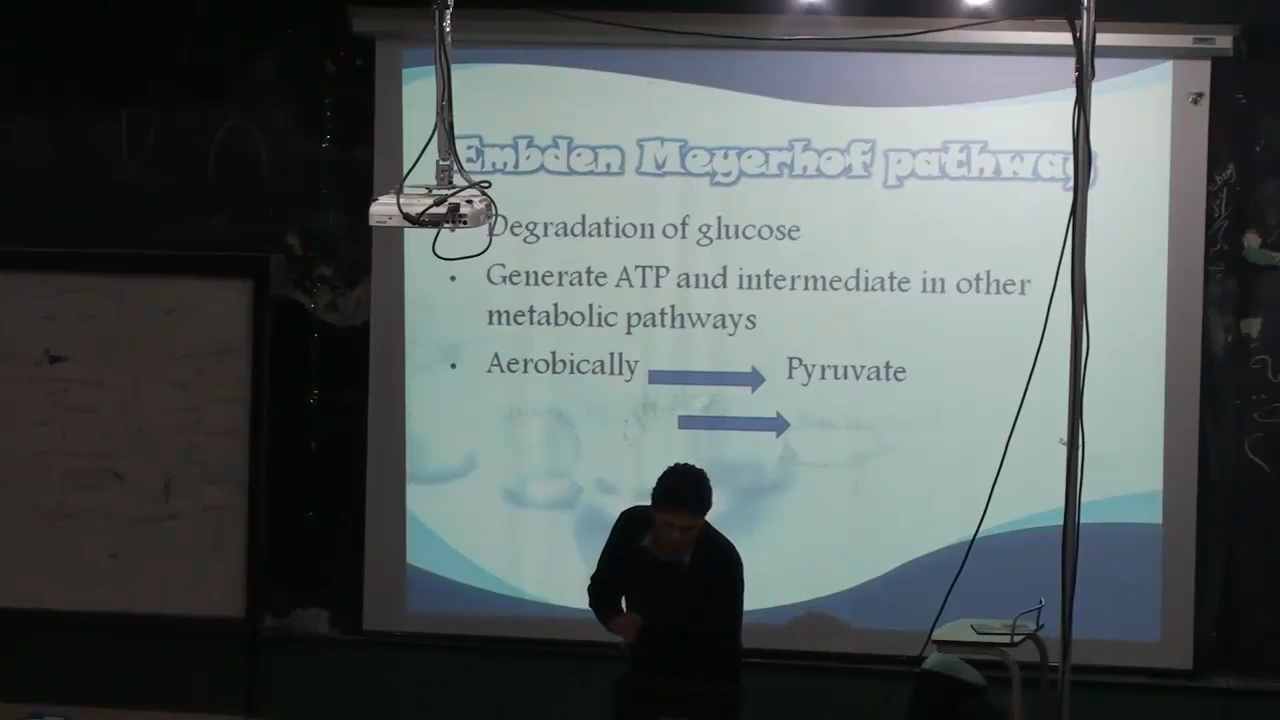 Embden Meyerhof pathway
Degradation of glucose
• Generate ATP and intermediate in other
metabolic pathways
• Aerobically Pyruvate